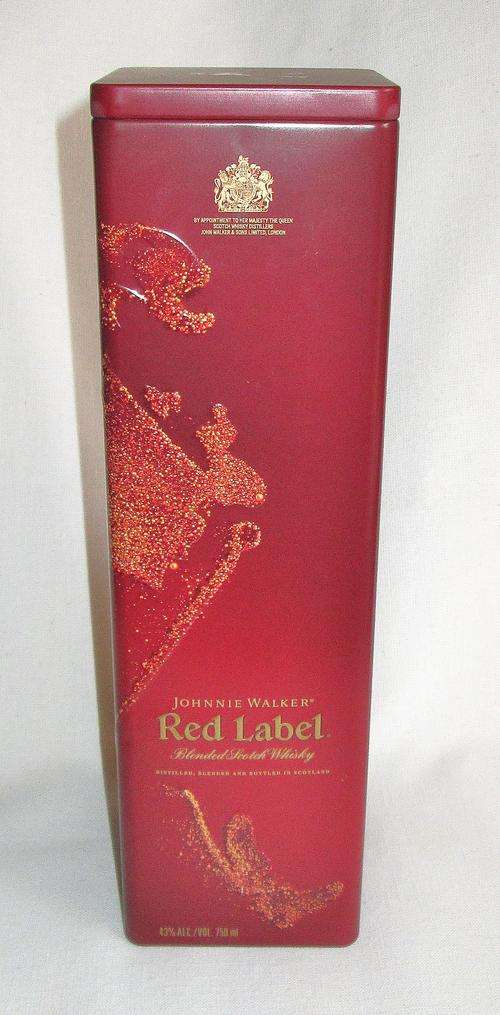 BY APPOINTMENT TO HER MAJESTY THE QUEEN
SCOTCH WHISKY DISTILLERS
JOHN WALKER & SONS LIMITED, LONDON
JOHNNIE WALKER®
Red Label.
Blended Scotch Whisky
DISTILLED, BLENDED AND BOTTLED IN SCOTLAND
43% ALC./VOL. 750 ml